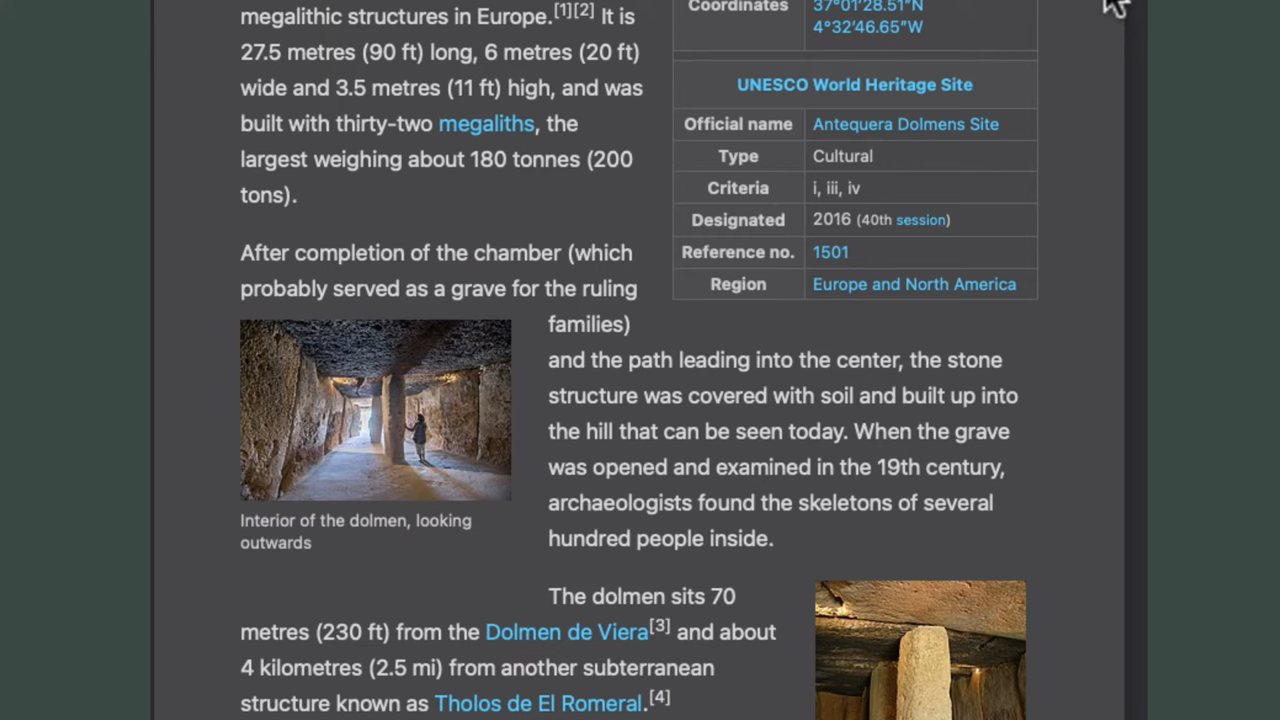 megalithic structures in Europe.[1][2] It is
27.5 metres (90 ft) long, 6 metres (20 ft)
wide and 3.5 metres (11 ft) high, and was
built with thirty-two megaliths, the
largest weighing about 180 tonnes (200
tons).
After completion of the chamber (which
probably served as a grave for the ruling
families)
and the path leading into the center, the stone
structure was covered with soil and built up into
the hill that can be seen today. When the grave
was opened and examined in the 19th century,
archaeologists found the skeletons of several
hundred people inside.
Interior of the dolmen, looking
outwards
The dolmen sits 70
metres (230 ft) from the Dolmen de Viera[3] and about
4 kilometres (2.5 mi) from another subterranean
structure known as Tholos de El Romeral.[4]
Coordinates 37°01′28.51″N
4°32′46.65″W
UNESCO World Heritage Site
Official name Antequera Dolmens Site
Type Cultural
Criteria i, iii, iv
Designated 2016 (40th session)
Reference no. 1501
Region Europe and North America